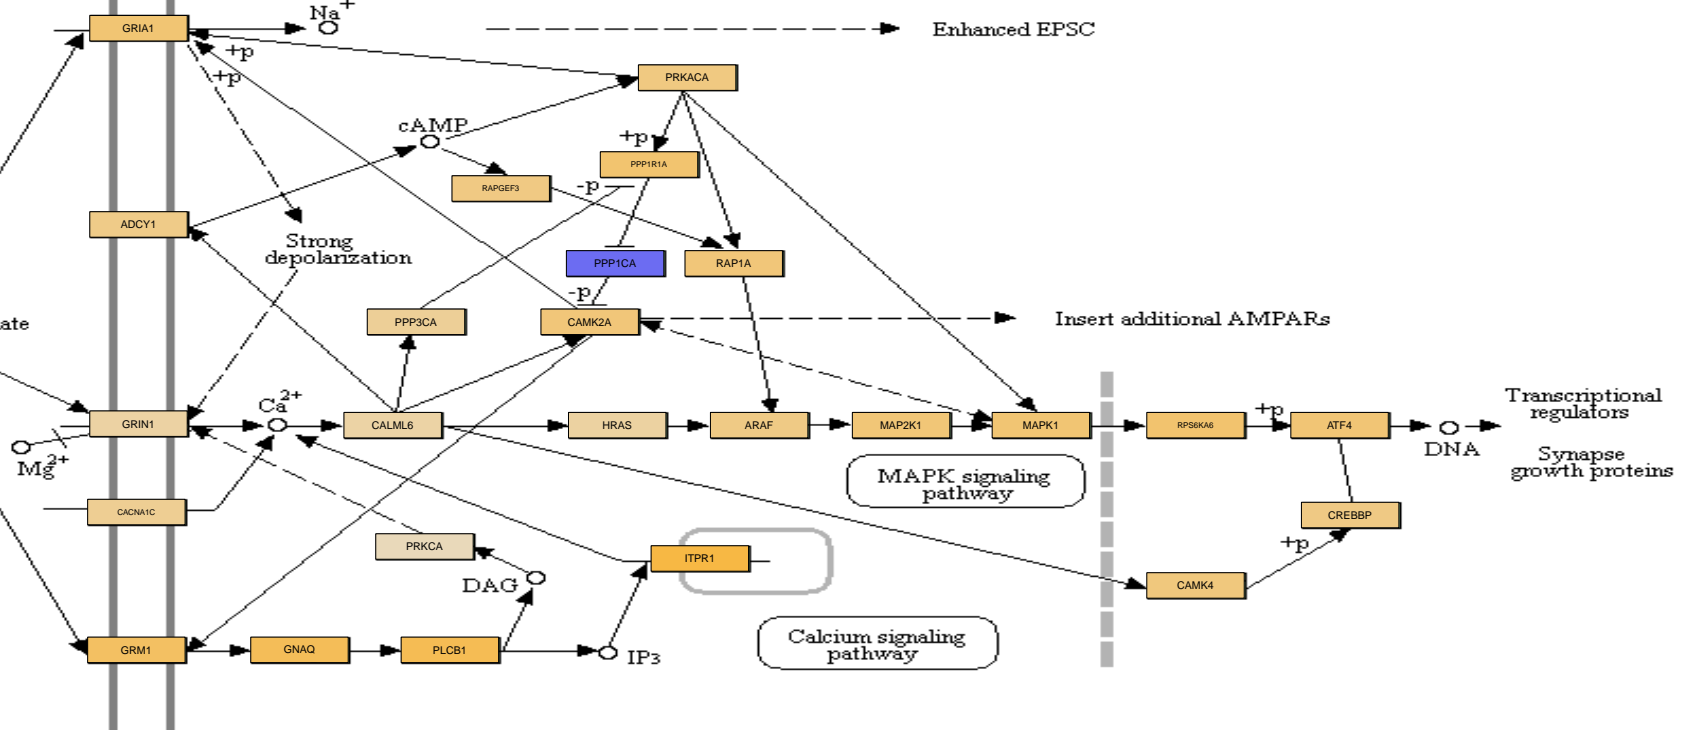 Na+
GRIA1
Enhanced EPSC
+p
+p
PRKACA
cAMP
+p
PPP1R1A
RAPGEF3
-p
ADCY1
Strong
depolarization
PPP1CA
RAP1A
-p
ate
PPP3CA
CAMK2A
Insert additional AMPARs
Ca2+
GRIN1
CALML6
HRAS
ARAF
MAP2K1
MAPK1
RPS6KA6
+p
ATF4
DNA
Transcriptional
regulators
Synapse
growth proteins
Mg2+
MAPK signaling
pathway
CACNA1C
CREBBP
PRKCA
ITPR1
+p
DAG
CAMK4
GRM1
GNAQ
PLCB1
IP3
Calcium signaling
pathway